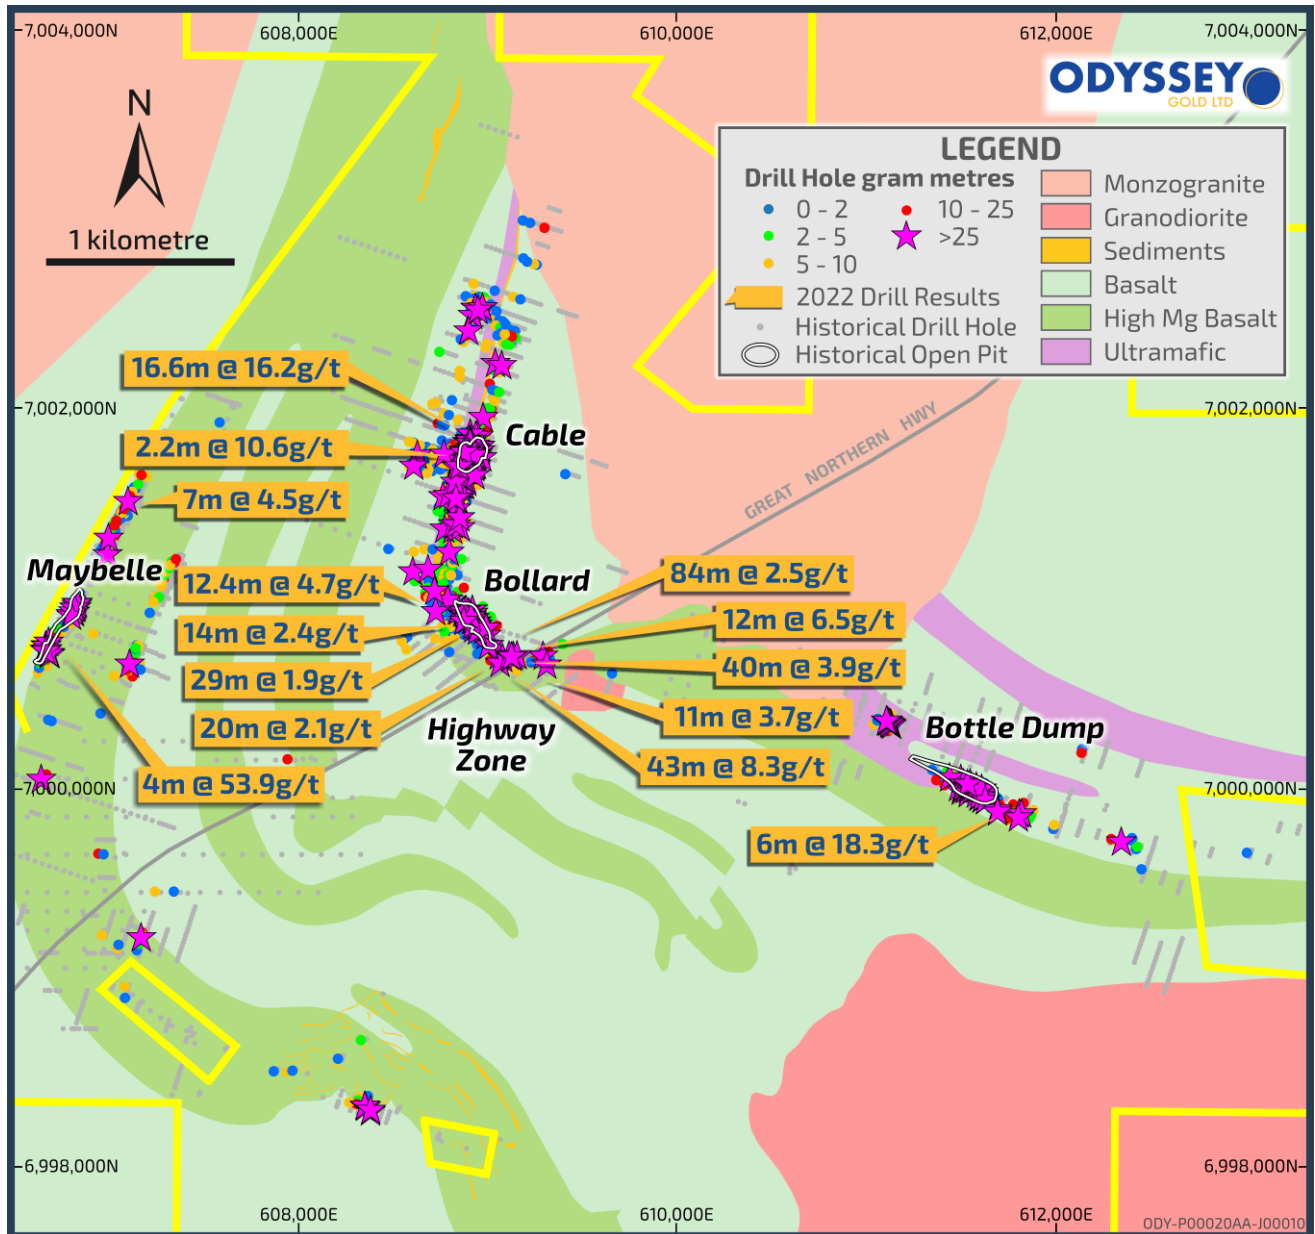 7,004,000N
608,000E
610,000E
612,000E
7,004,000N
ODYSSEY
GOLD LTD
N
1 kilometre
LEGEND
Drill Hole gram metres
0 - 2
2 - 5
5 - 10
10 - 25
>25
2022 Drill Results
Historical Drill Hole
Historical Open Pit
Monzogranite
Granodiorite
Sediments
Basalt
High Mg Basalt
Ultramafic
16.6m @ 16.2g/t
7,002,000N
7,002,000N
GREAT NORTHERN HWY
Cable
2.2m @ 10.6g/t
7m @ 4.5g/t
Maybelle
Bollard
12.4m @ 4.7g/t
84m @ 2.5g/t
14m @ 2.4g/t
12m @ 6.5g/t
29m @ 1.9g/t
40m @ 3.9g/t
20m @ 2.1g/t
11m @ 3.7g/t
Highway
Zone
Bottle Dump
4m @ 53.9g/t
43m @ 8.3g/t
7,000,000N
7,000,000N
6m @ 18.3g/t
6,998,000N
6,998,000N
608,000E
610,000E
612,000E
ODY-P00020AA-J00010